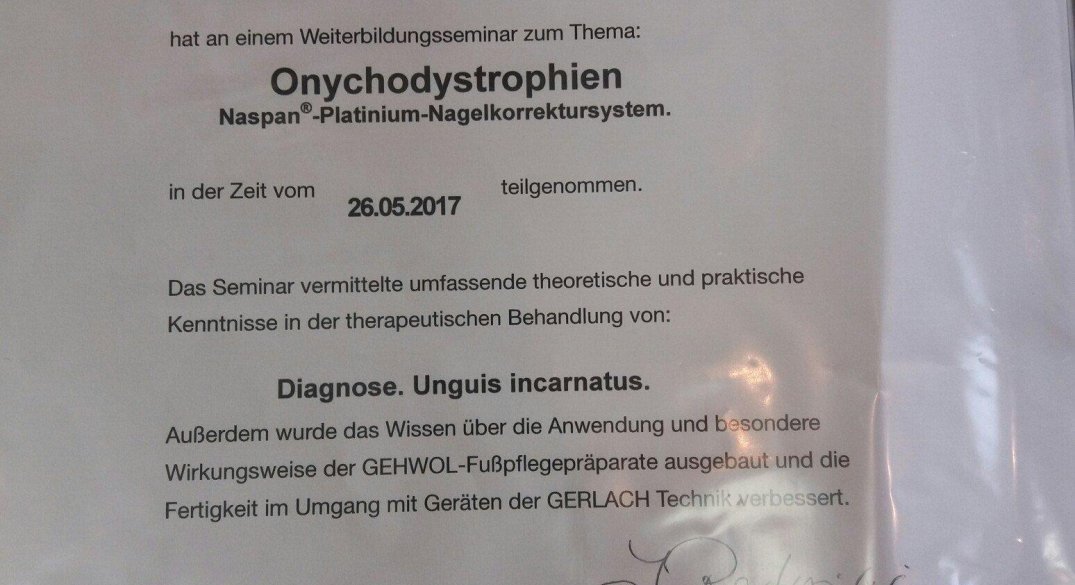 hat an einem Weiterbildungsseminar zum Thema:
Onychodystrophien
Naspan®-Platinium-Nagelkorrektursystem.
in der Zeit vom 26.05.2017 teilgenommen.
Das Seminar vermittelte umfassende theoretische und praktische
Kenntnisse in der therapeutischen Behandlung von:
Diagnose. Unguis incarnatus.
Außerdem wurde das Wissen über die Anwendung und besondere
Wirkungsweise der GEHWOL-Fußpflegepräparate ausgebaut und die
Fertigkeit im Umgang mit Geräten der GERLACH Technik verbessert.